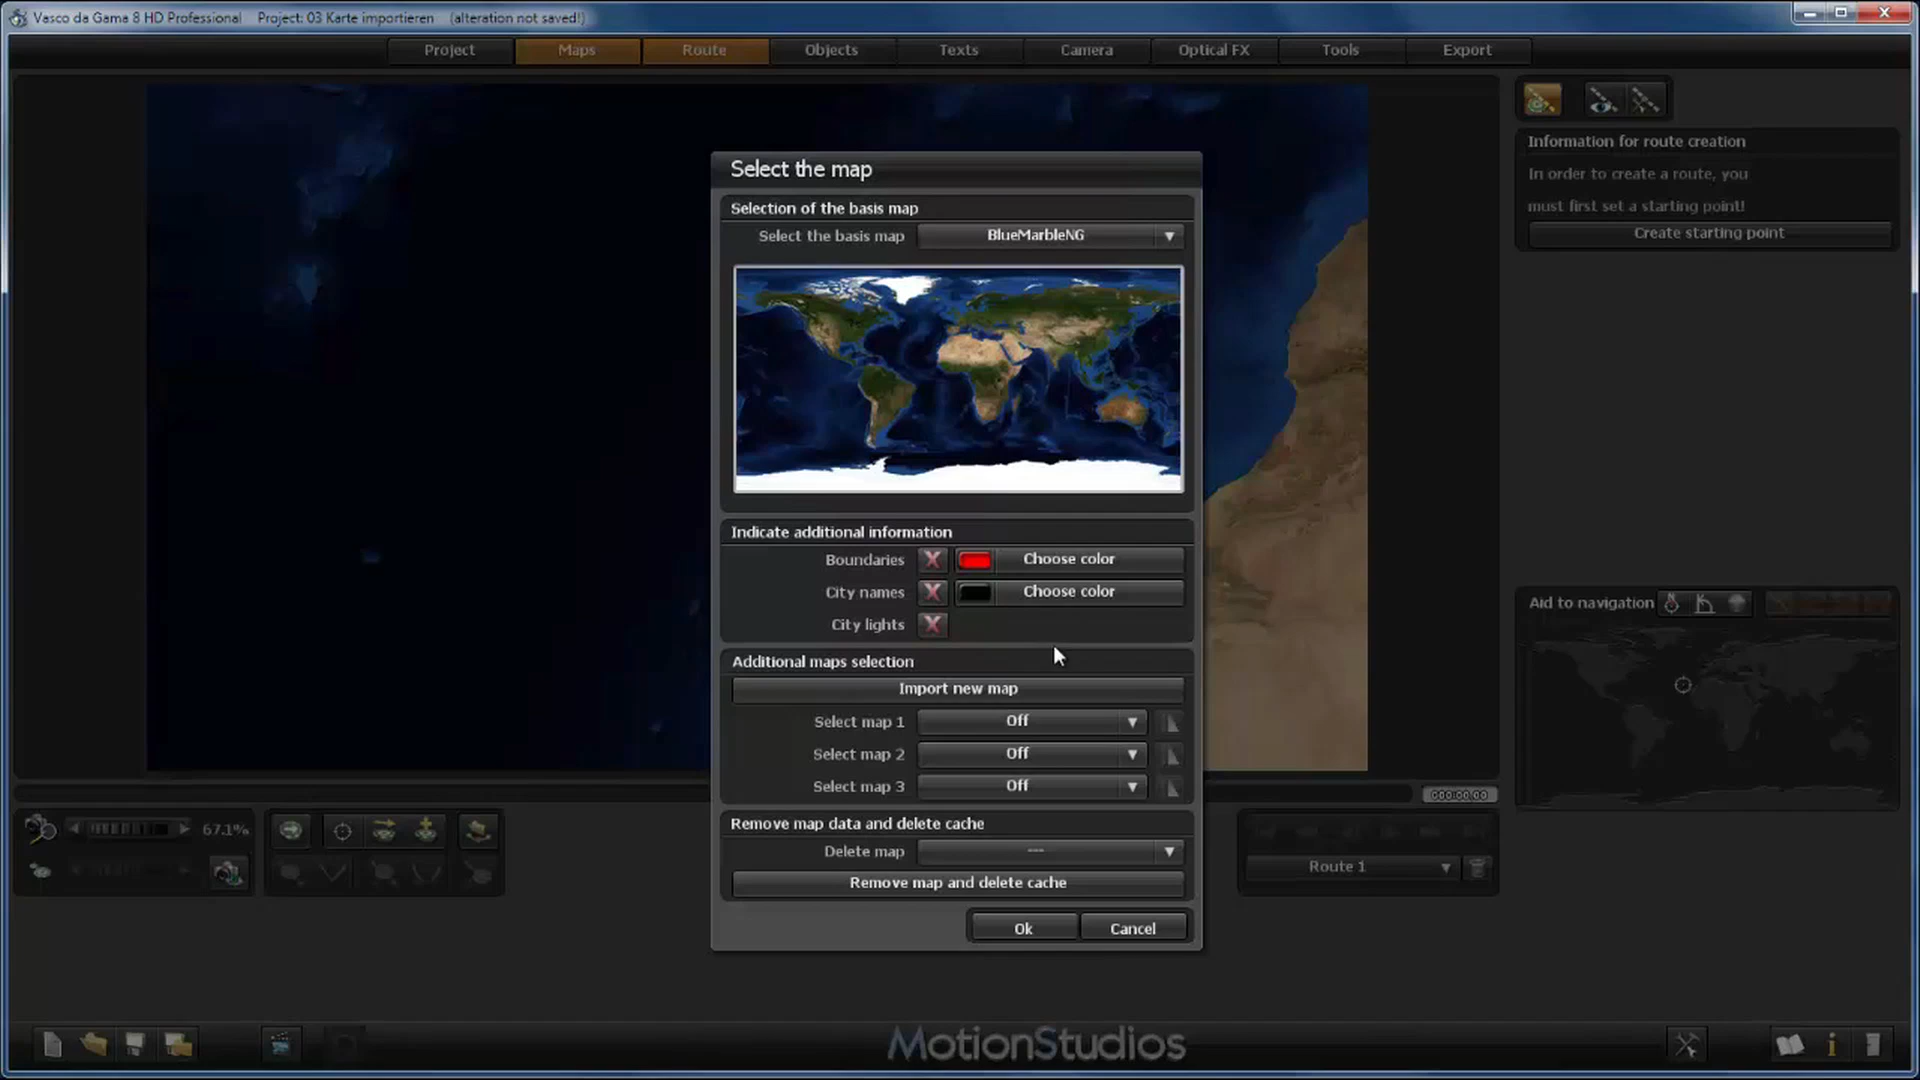 Vasco da Gama 8 HD Professional    Project: 03 Karte importieren    (alteration not saved!)
Project    Maps    Route    Objects    Texts    Camera    Optical FX    Tools    Export
Select the map
Selection of the basis map
Select the basis map    BlueMarbleNG
Indicate additional information
Boundaries    X    Choose color
City names    X    Choose color
City lights    X
Additional maps selection
Import new map
Select map 1    Off
Select map 2    Off
Select map 3    Off
Remove map data and delete cache
Delete map    ---
Remove map and delete cache
Ok    Cancel
Information for route creation
In order to create a route, you
must first set a starting point!
Create starting point
Aid to navigation
000:00.00
67.1%
Route 1
MotionStudios